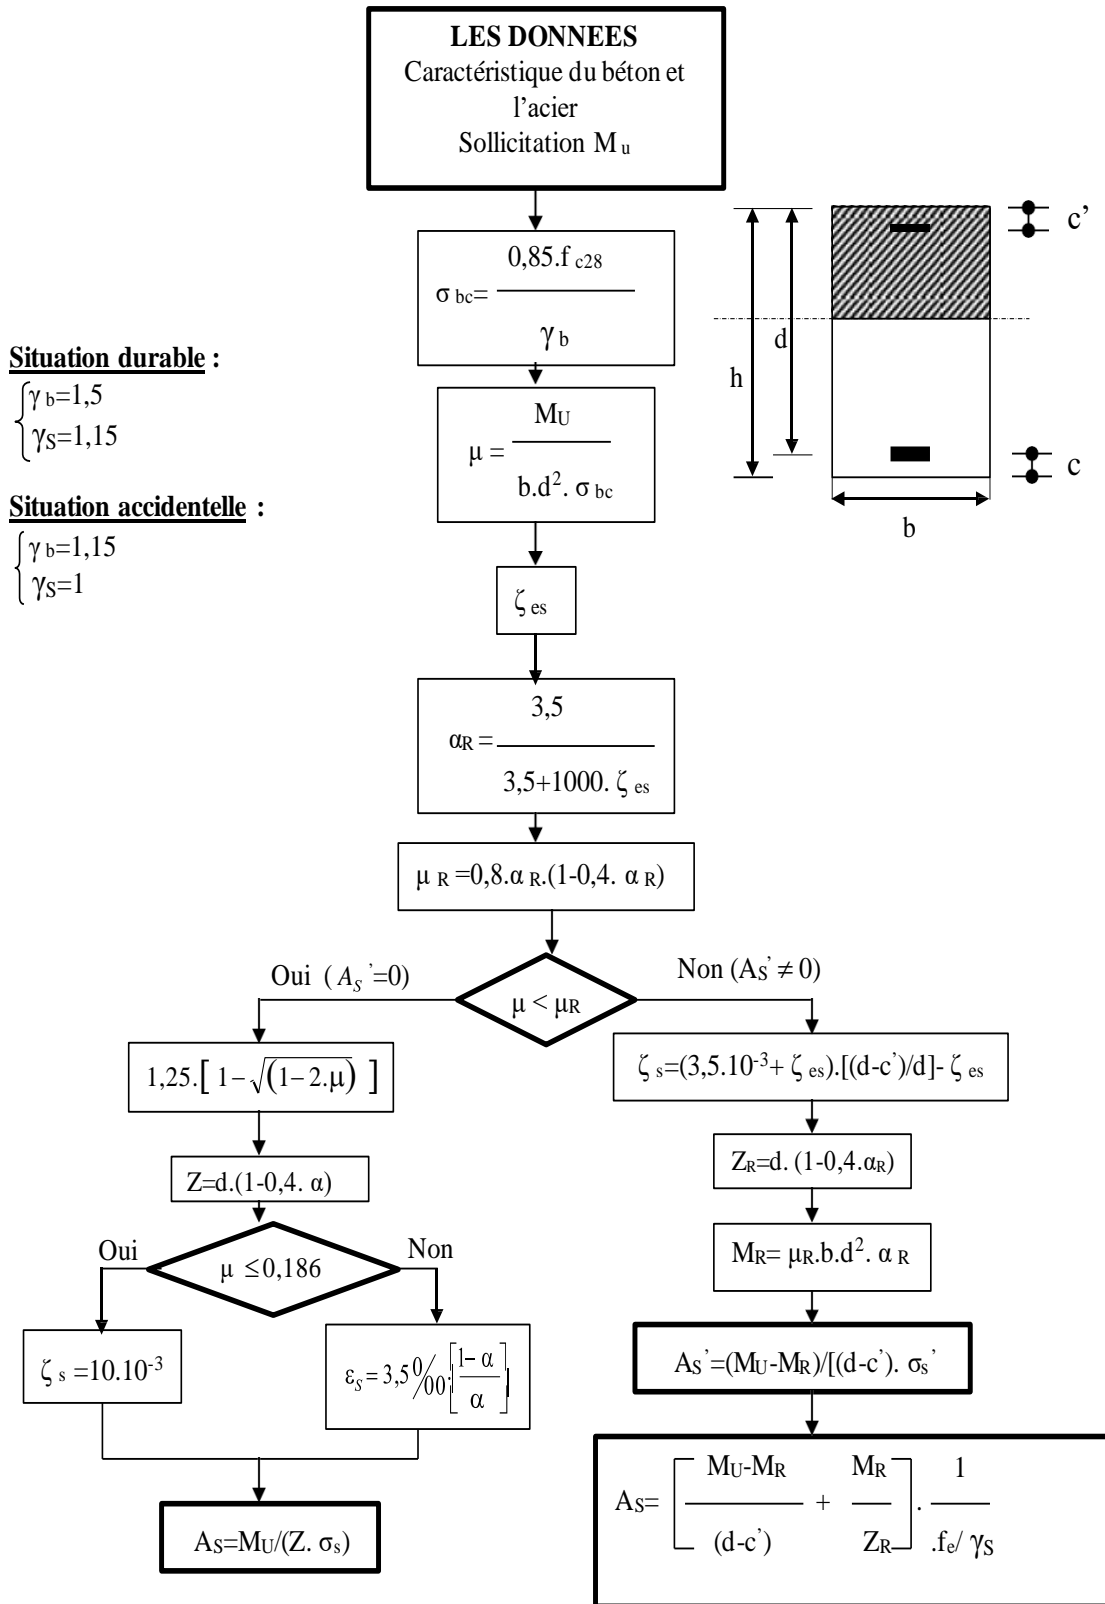 LES DONNEES
Caractéristique du béton et
l'acier
Sollicitation M u
σ bc= 0,85.f c28 / γ b
Situation durable :
γ b=1,5
γS=1,15
Situation accidentelle :
γ b=1,15
γS=1
μ = MU / b.d². σ bc
h
d
b
c'
c
ζ es
αR = 3,5 / 3,5+1000. ζ es
μ R =0,8.α R.(1-0,4. α R)
μ < μR
Oui ( AS '=0)
Non (AS' ≠ 0)
1,25.[ 1-√(1-2.μ) ]
Z=d.(1-0,4. α)
μ ≤0,186
Oui
Non
ζ s =10.10⁻³
εS = 3,5 0/00.[1-α / α]
AS=MU/(Z. σs)
ζ s=(3,5.10⁻³+ ζ es).[(d-c')/d]- ζ es
ZR=d. (1-0,4.αR)
MR= μR.b.d². α R
AS'=(MU-MR)/[(d-c'). σs'
AS= [ MU-MR / (d-c') + MR / ZR ] . 1 / .fe/ γS